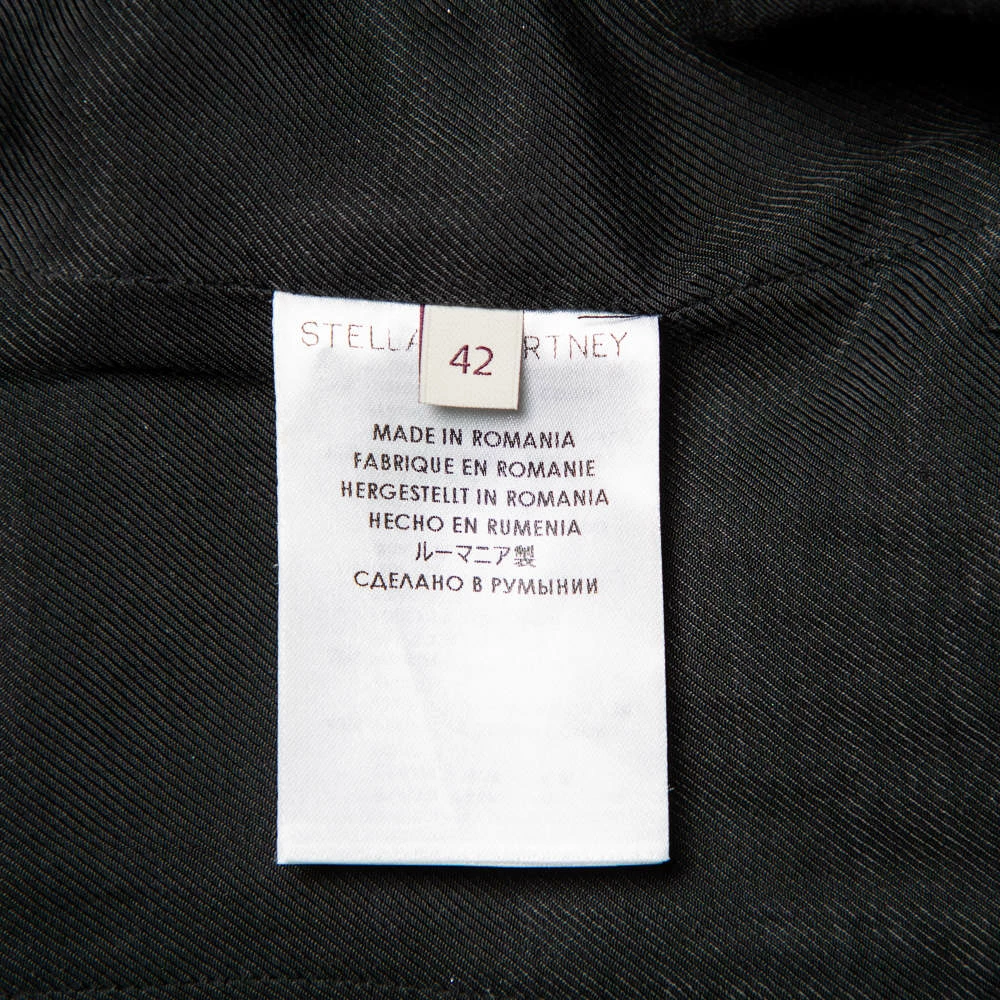 STELLA RTNEY
42
MADE IN ROMANIA
FABRIQUE EN ROMANIE
HERGESTELLT IN ROMANIA
HECHO EN RUMENIA
ルーマニア製
СДЕЛАНО В РУМЫНИИ